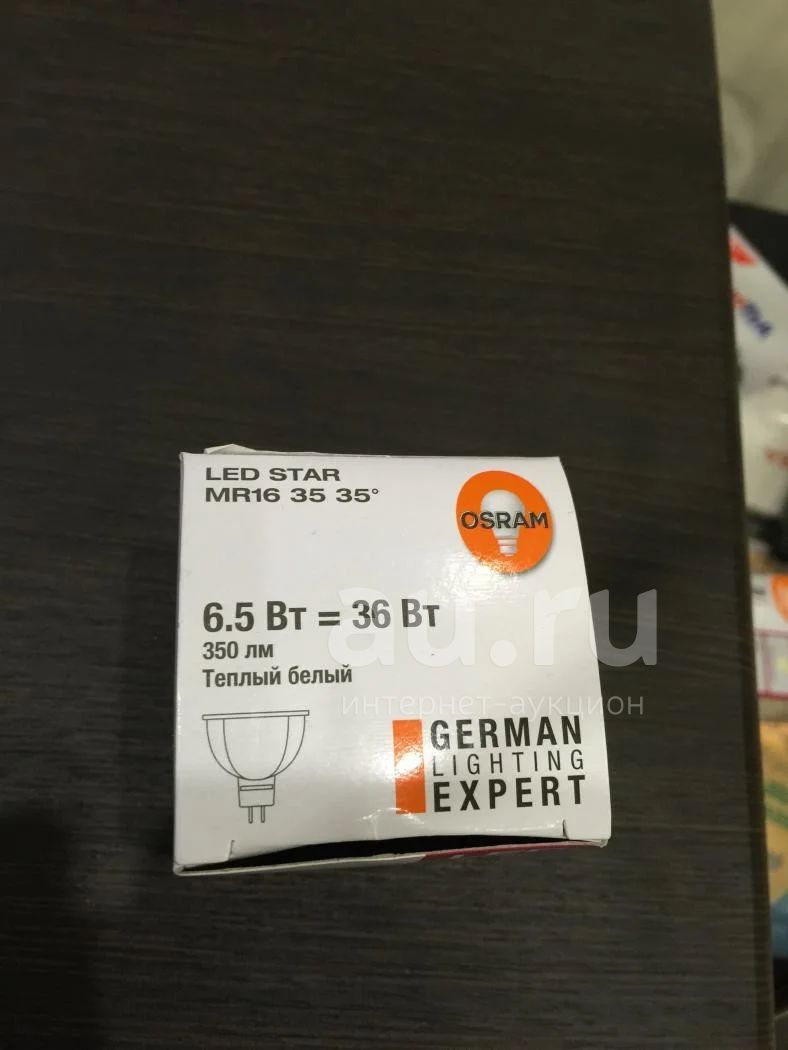 LED STAR
MR16 35 35°
OSRAM
6.5 Вт = 36 Вт
350 лм
Теплый белый
au.ru
интернет-аукцион
GERMAN
LIGHTING
EXPERT